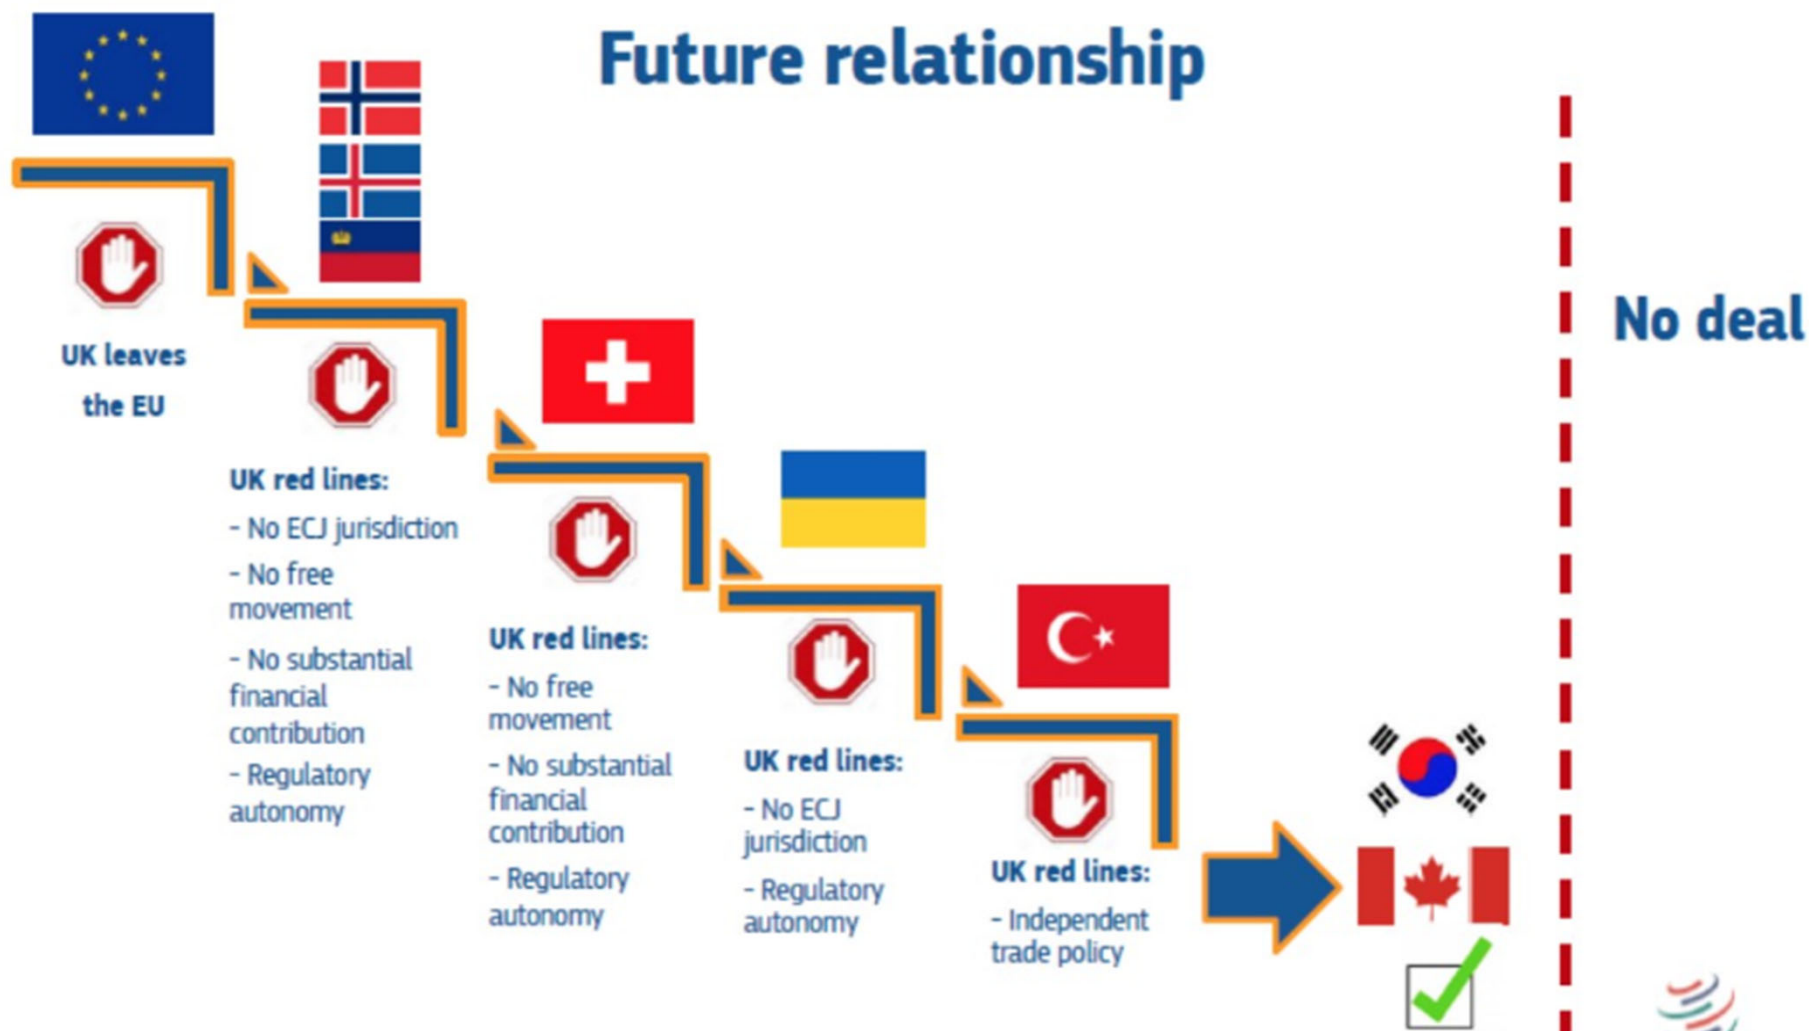 Future relationship
No deal
UK leaves
the EU
UK red lines:
- No ECJ jurisdiction
- No free
movement
- No substantial
financial
contribution
- Regulatory
autonomy
UK red lines:
- No free
movement
- No substantial
financial
contribution
- Regulatory
autonomy
UK red lines:
- No ECJ
jurisdiction
- Regulatory
autonomy
UK red lines:
- Independent
trade policy